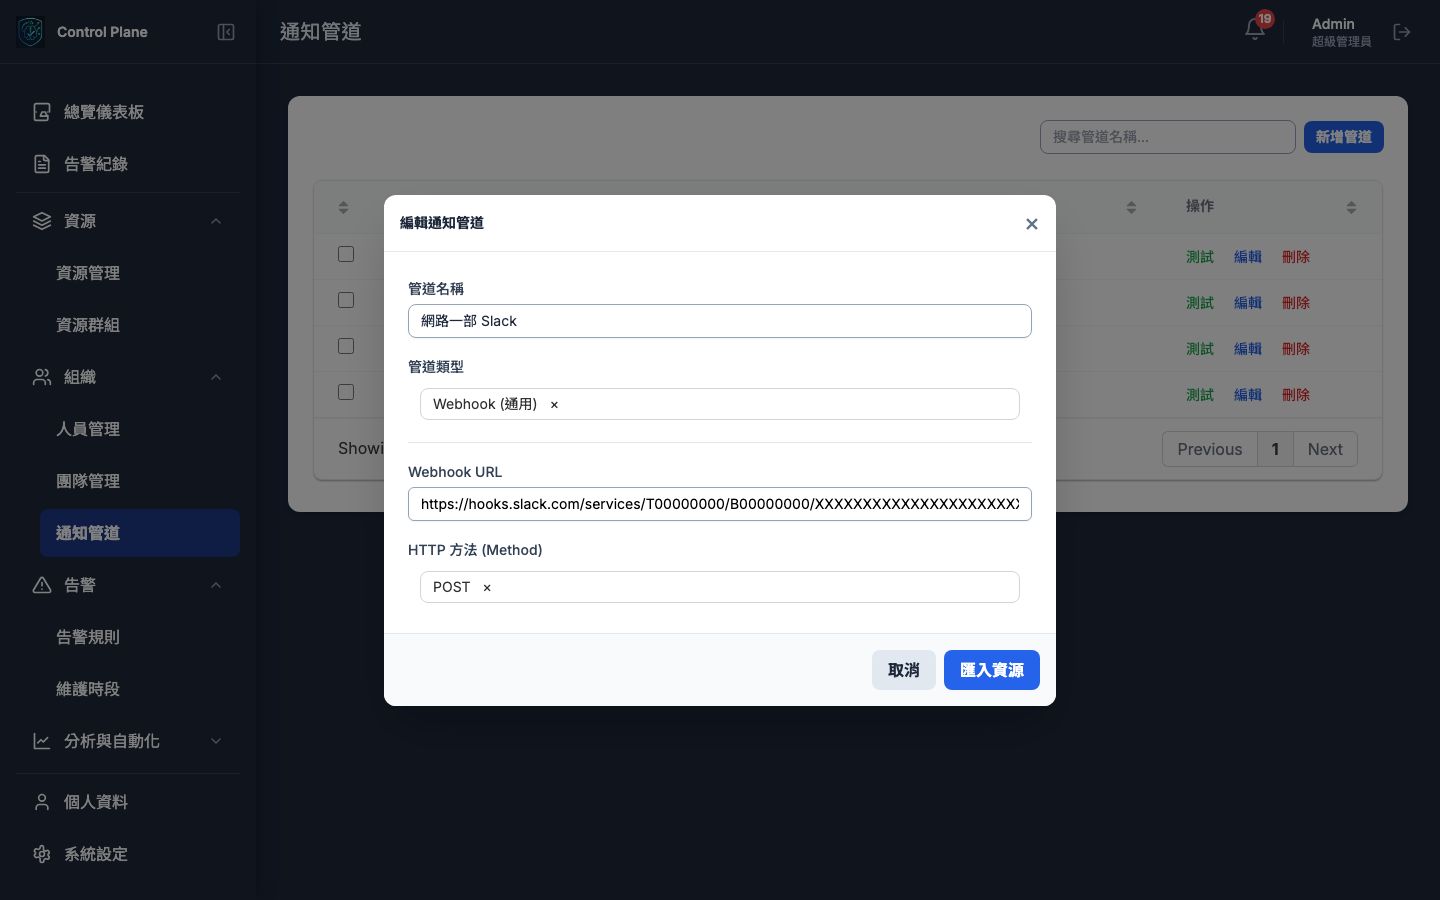 Control Plane
通知管道
19
Admin
超級管理員
總覽儀表板
告警紀錄
資源
資源管理
資源群組
組織
人員管理
團隊管理
通知管道
告警
告警規則
維護時段
分析與自動化
個人資料
系統設定
搜尋管道名稱...
新增管道
操作
測試 編輯 刪除
測試 編輯 刪除
測試 編輯 刪除
測試 編輯 刪除
Previous 1 Next
編輯通知管道
管道名稱
網路一部 Slack
管道類型
Webhook (通用) ×
Webhook URL
https://hooks.slack.com/services/T00000000/B00000000/XXXXXXXXXXXXXXXXXXXXXX
HTTP 方法 (Method)
POST ×
取消
匯入資源